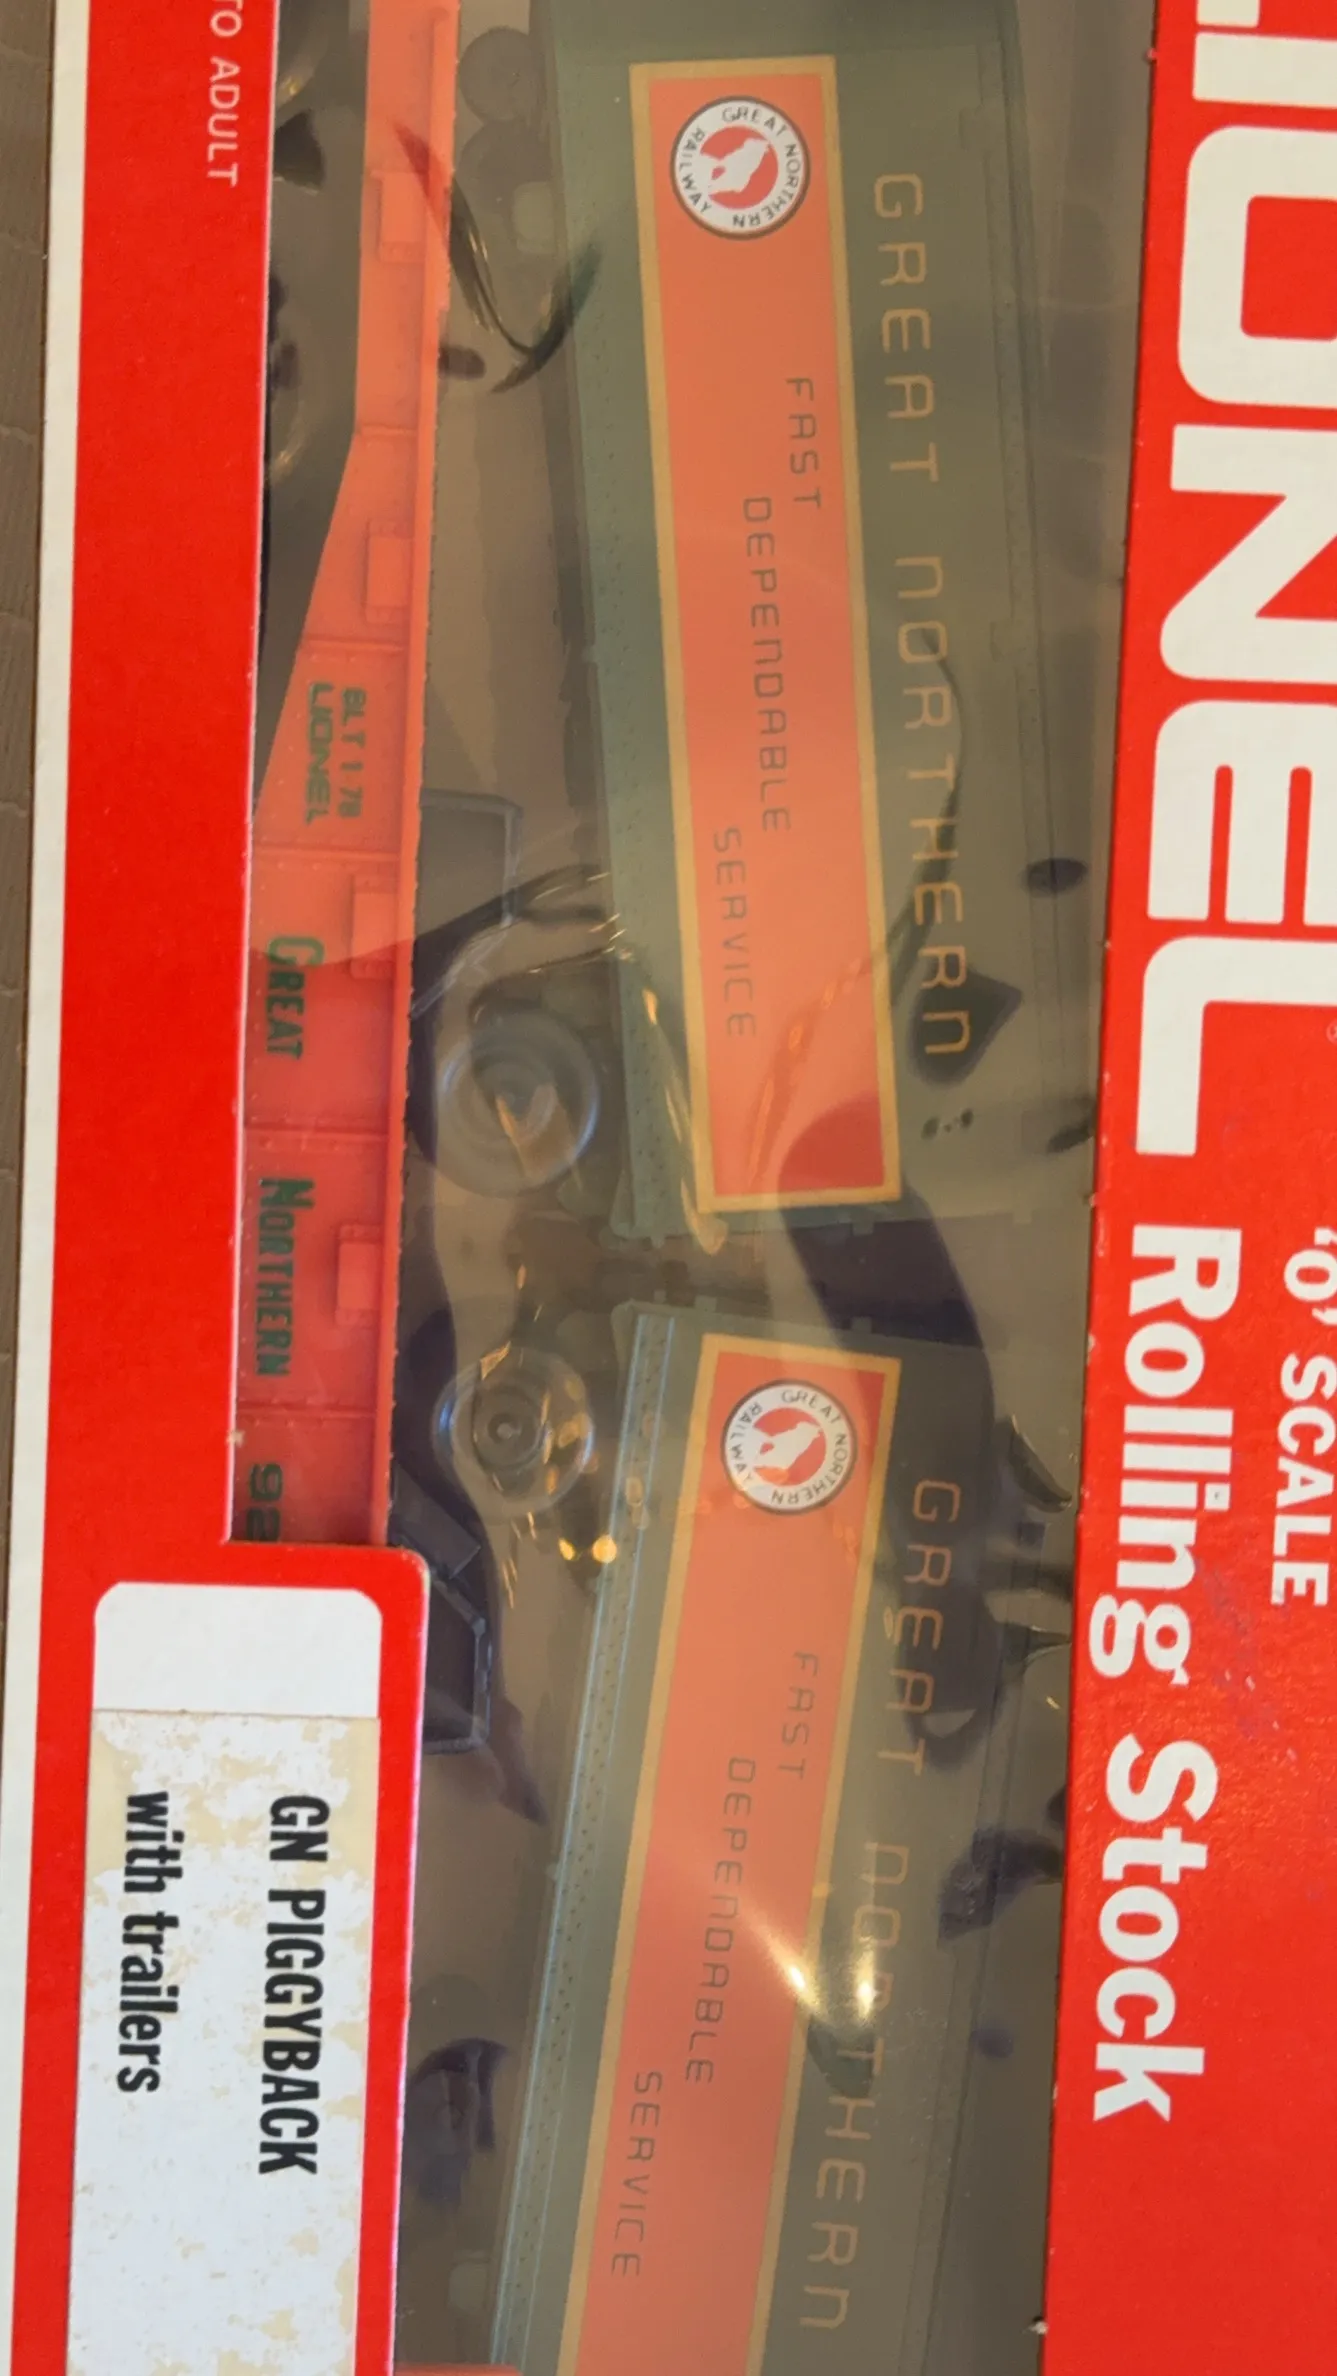 LIONEL Rolling Stock
'O' SCALE
GREAT NORTHERN
GREAT NORTHERN RAILWAY
FAST
DEPENDABLE
SERVICE
GREAT NORTHERN
GREAT NORTHERN RAILWAY
FAST
DEPENDABLE
SERVICE
BLT 1-78
LIONEL
GREAT NORTHERN 92
TO ADULT
GN PIGGYBACK
with trailers